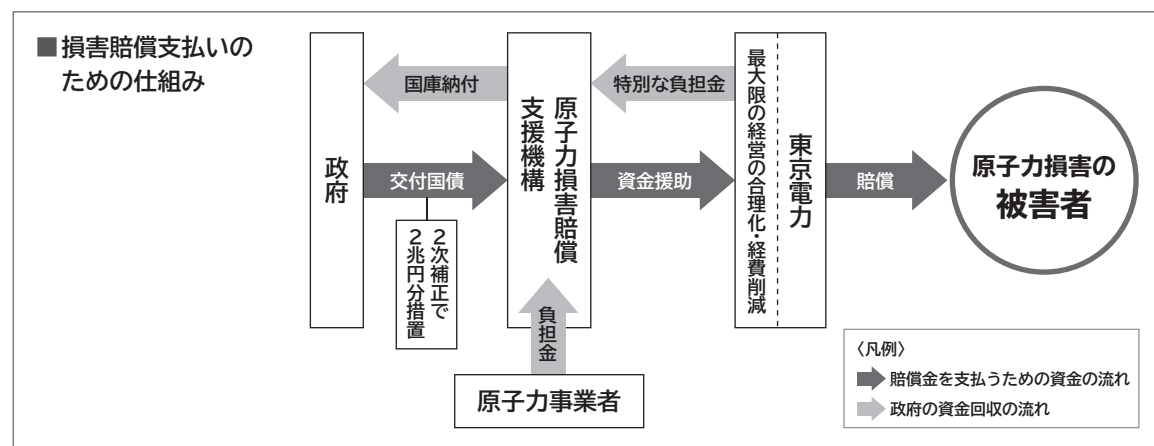 ■損害賠償支払いの
ための仕組み
政府
国庫納付
交付国債
2次補正で
2兆円分措置
原子力損害賠償
支援機構
負担金
原子力事業者
特別な負担金
資金援助
東京電力
最大限の経営の合理化・経費削減
賠償
原子力損害の
被害者
〈凡例〉
賠償金を支払うための資金の流れ
政府の資金回収の流れ